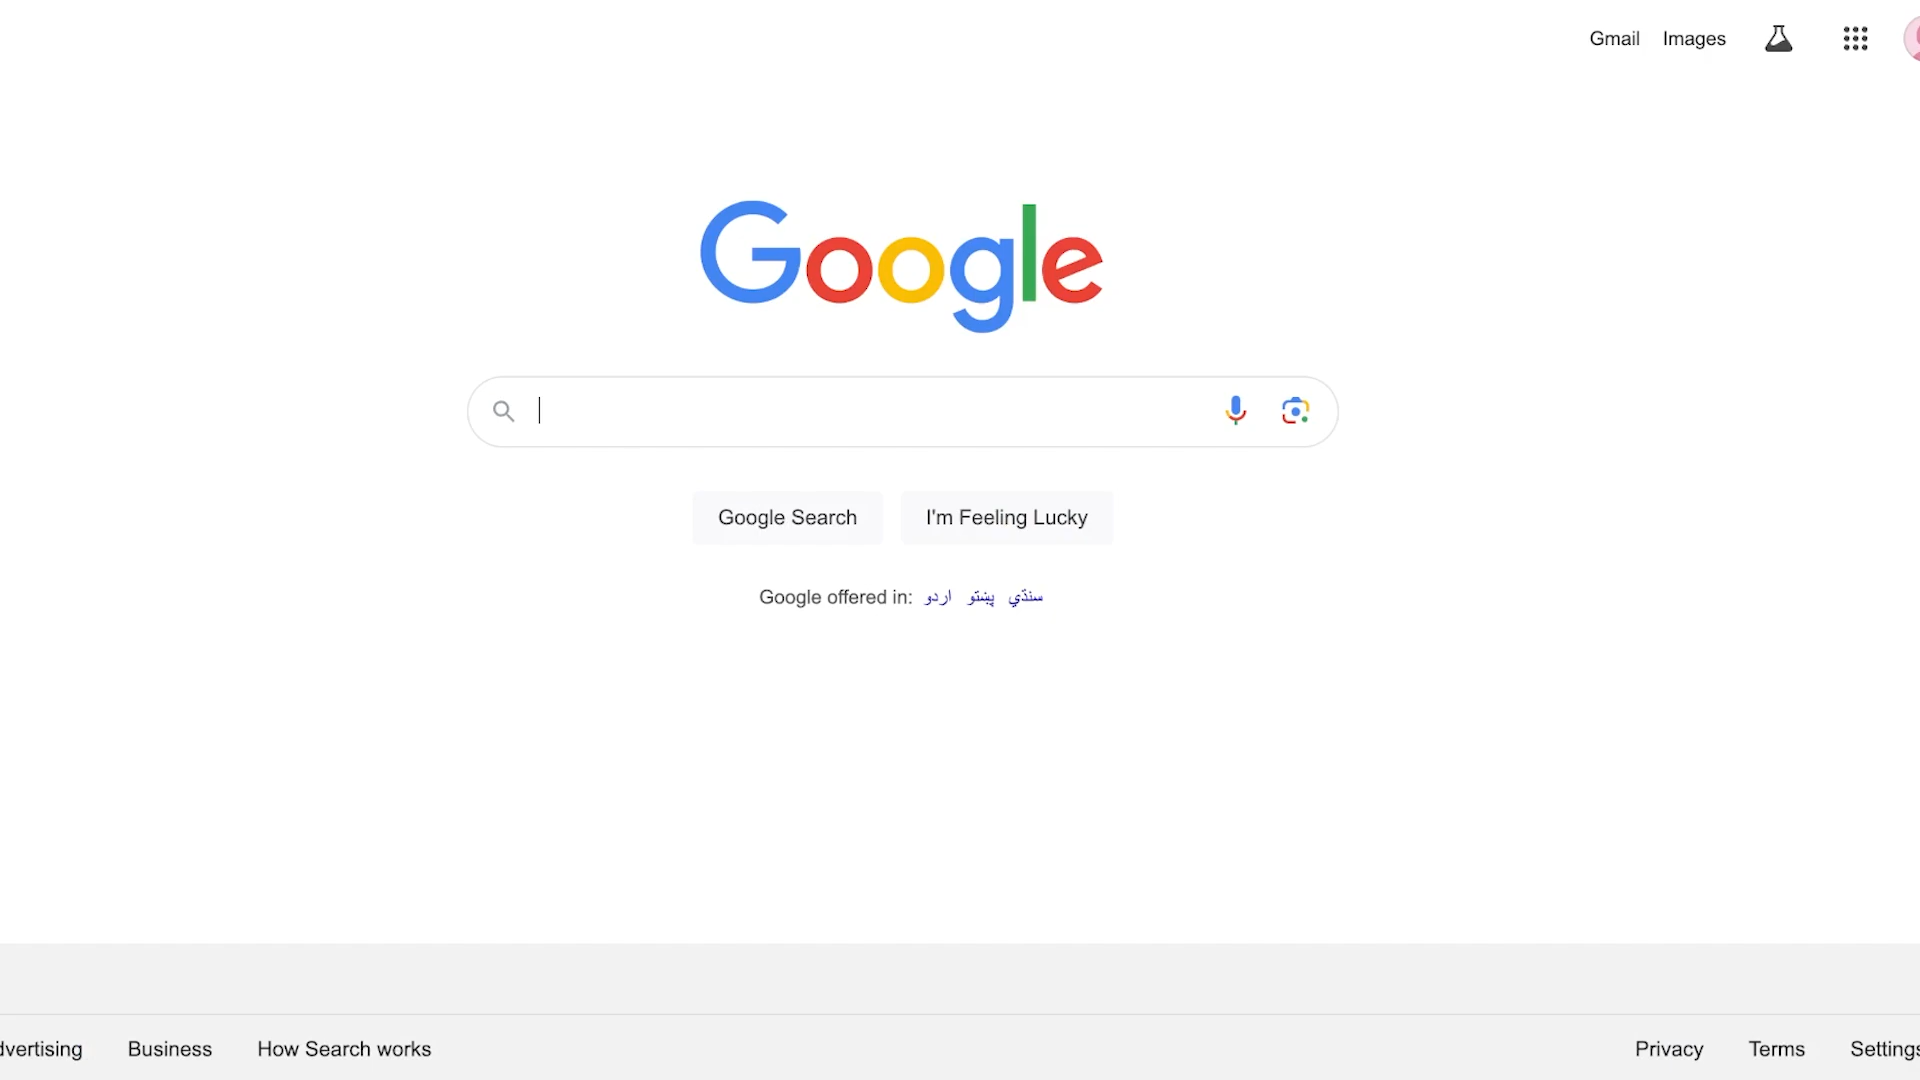 Gmail Images
Google
Google Search I'm Feeling Lucky
Google offered in: اردو پښتو سنڌي
dvertising Business How Search works Privacy Terms Settings